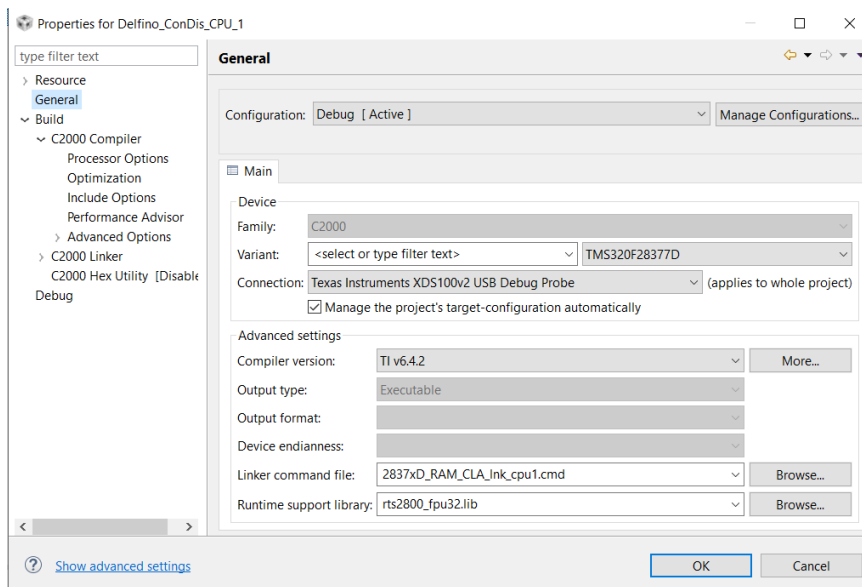 Properties for Delfino_ConDis_CPU_1
type filter text
General
Resource
General
Build
C2000 Compiler
Processor Options
Optimization
Include Options
Performance Advisor
Advanced Options
C2000 Linker
C2000 Hex Utility [Disable
Debug
Configuration: Debug [ Active ] Manage Configurations...
Main
Device
Family: C2000
Variant: <select or type filter text> TMS320F28377D
Connection: Texas Instruments XDS100v2 USB Debug Probe (applies to whole project)
Manage the project's target-configuration automatically
Advanced settings
Compiler version: TI v6.4.2 More...
Output type: Executable
Output format:
Device endianness:
Linker command file: 2837xD_RAM_CLA_lnk_cpu1.cmd Browse...
Runtime support library: rts2800_fpu32.lib Browse...
? Show advanced settings OK Cancel